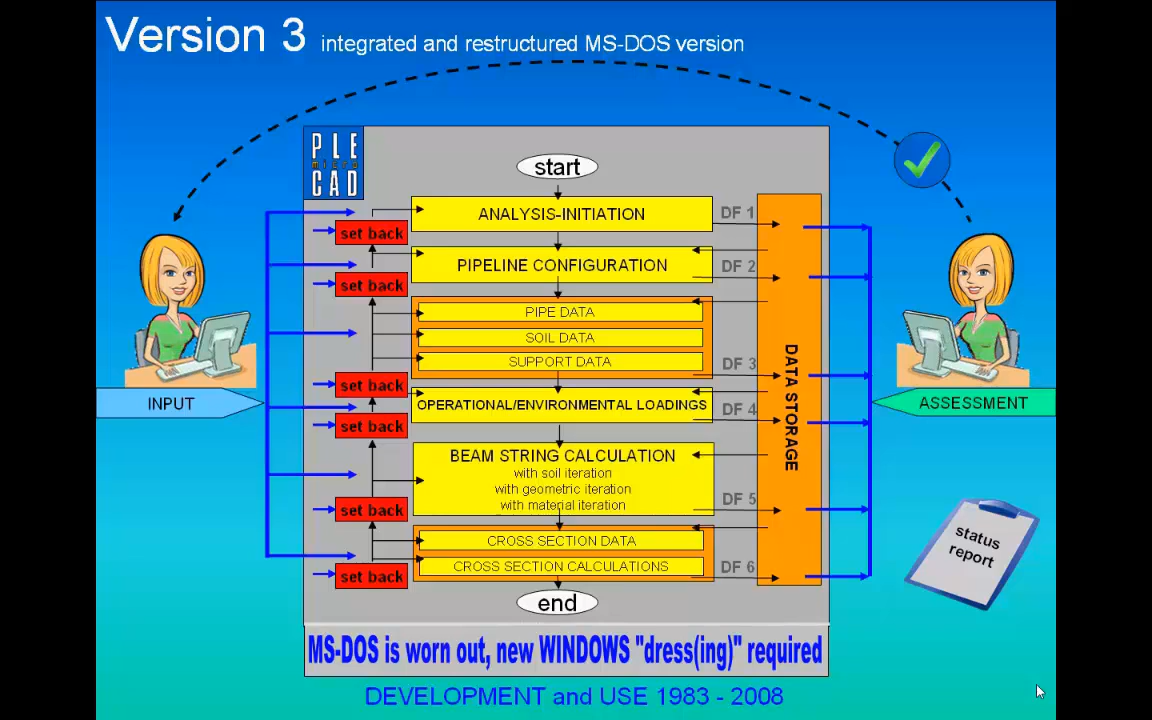 Version 3 integrated and restructured MS-DOS version
PLE
micro
CAD
start
ANALYSIS-INITIATION
DF 1
set back
PIPELINE CONFIGURATION
DF 2
set back
PIPE DATA
SOIL DATA
SUPPORT DATA
DF 3
set back
OPERATIONAL/ENVIRONMENTAL LOADINGS
DF 4
set back
BEAM STRING CALCULATION
with soil iteration
with geometric iteration
with material iteration
DF 5
set back
CROSS SECTION DATA
CROSS SECTION CALCULATIONS
DF 6
set back
end
DATA STORAGE
INPUT
ASSESSMENT
status
report
MS-DOS is worn out, new WINDOWS "dress(ing)" required
DEVELOPMENT and USE 1983 - 2008